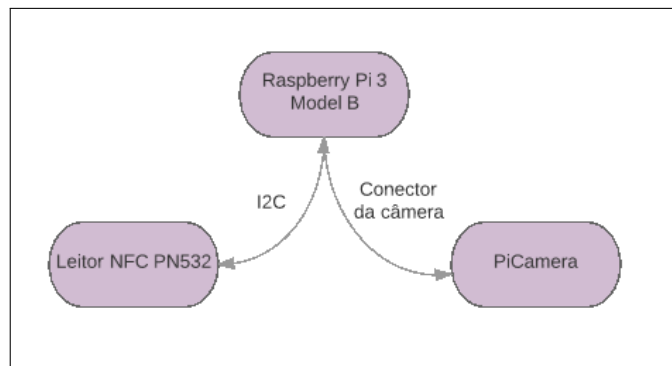 Raspberry Pi 3
Model B
I2C
Conector
da câmera
Leitor NFC PN532
PiCamera